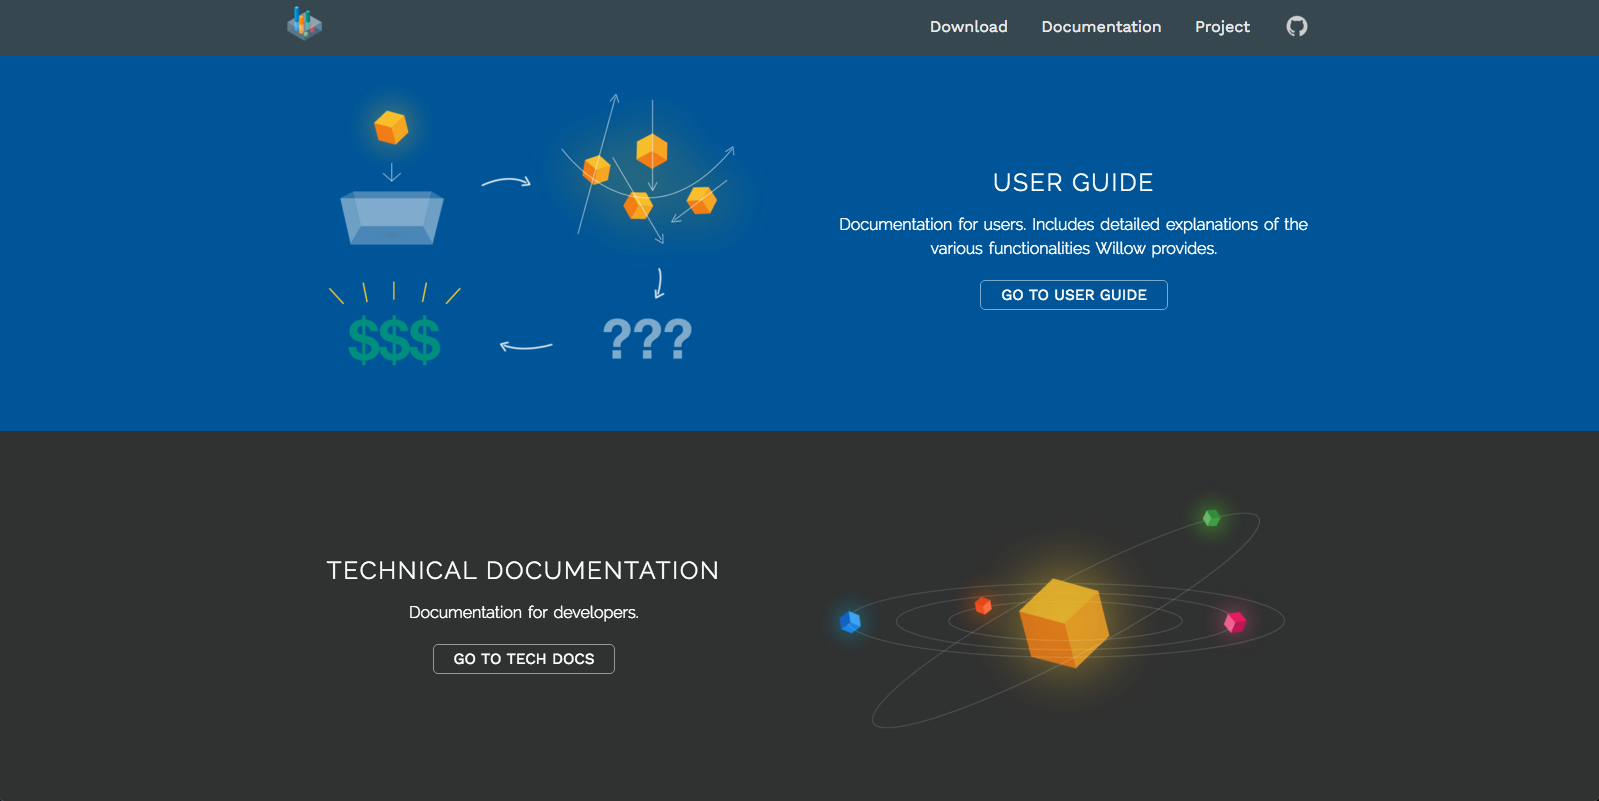 Download Documentation Project
USER GUIDE
Documentation for users. Includes detailed explanations of the
various functionalities Willow provides.
GO TO USER GUIDE
$$$
???
TECHNICAL DOCUMENTATION
Documentation for developers.
GO TO TECH DOCS